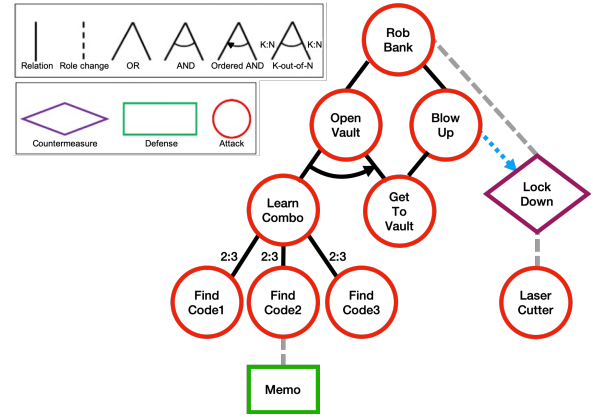 Relation
Role change
OR
AND
Ordered AND
K:N
K:N
K-out-of-N
Countermeasure
Defense
Attack
Rob
Bank
Open
Vault
Blow
Up
Lock
Down
Learn
Combo
Get
To
Vault
2:3
2:3
2:3
Find
Code1
Find
Code2
Find
Code3
Laser
Cutter
Memo